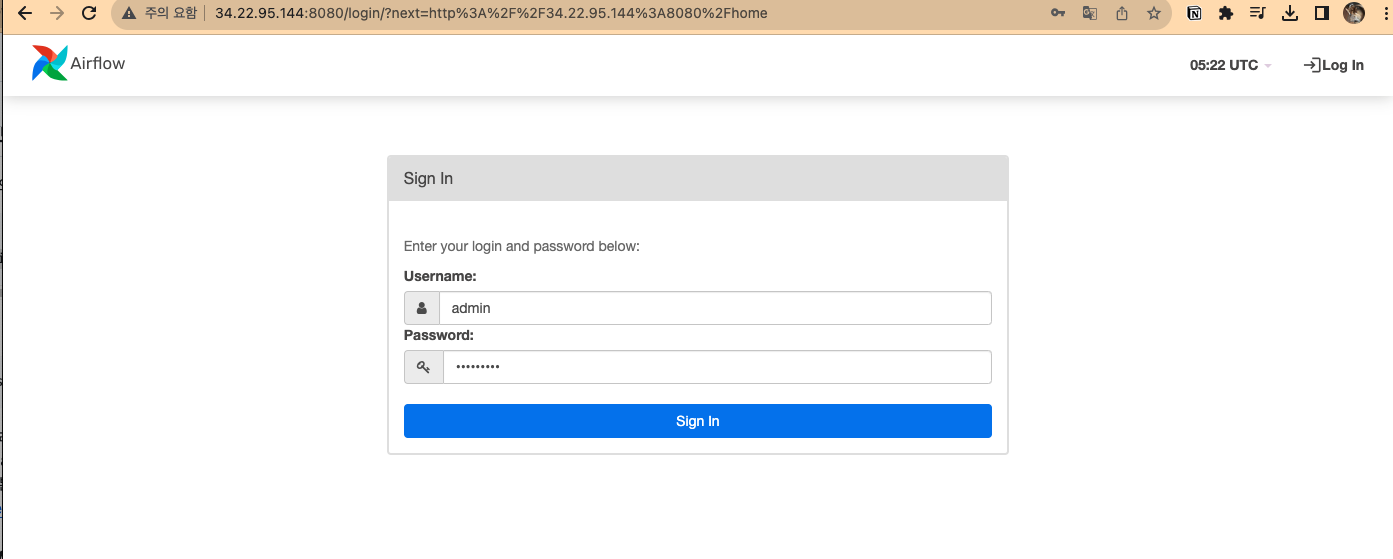 주의 요함 34.22.95.144:8080/login/?next=http%3A%2F%2F34.22.95.144%3A8080%2Fhome
Airflow 05:22 UTC Log In
Sign In
Enter your login and password below:
Username:
admin
Password:
•••••••••
Sign In